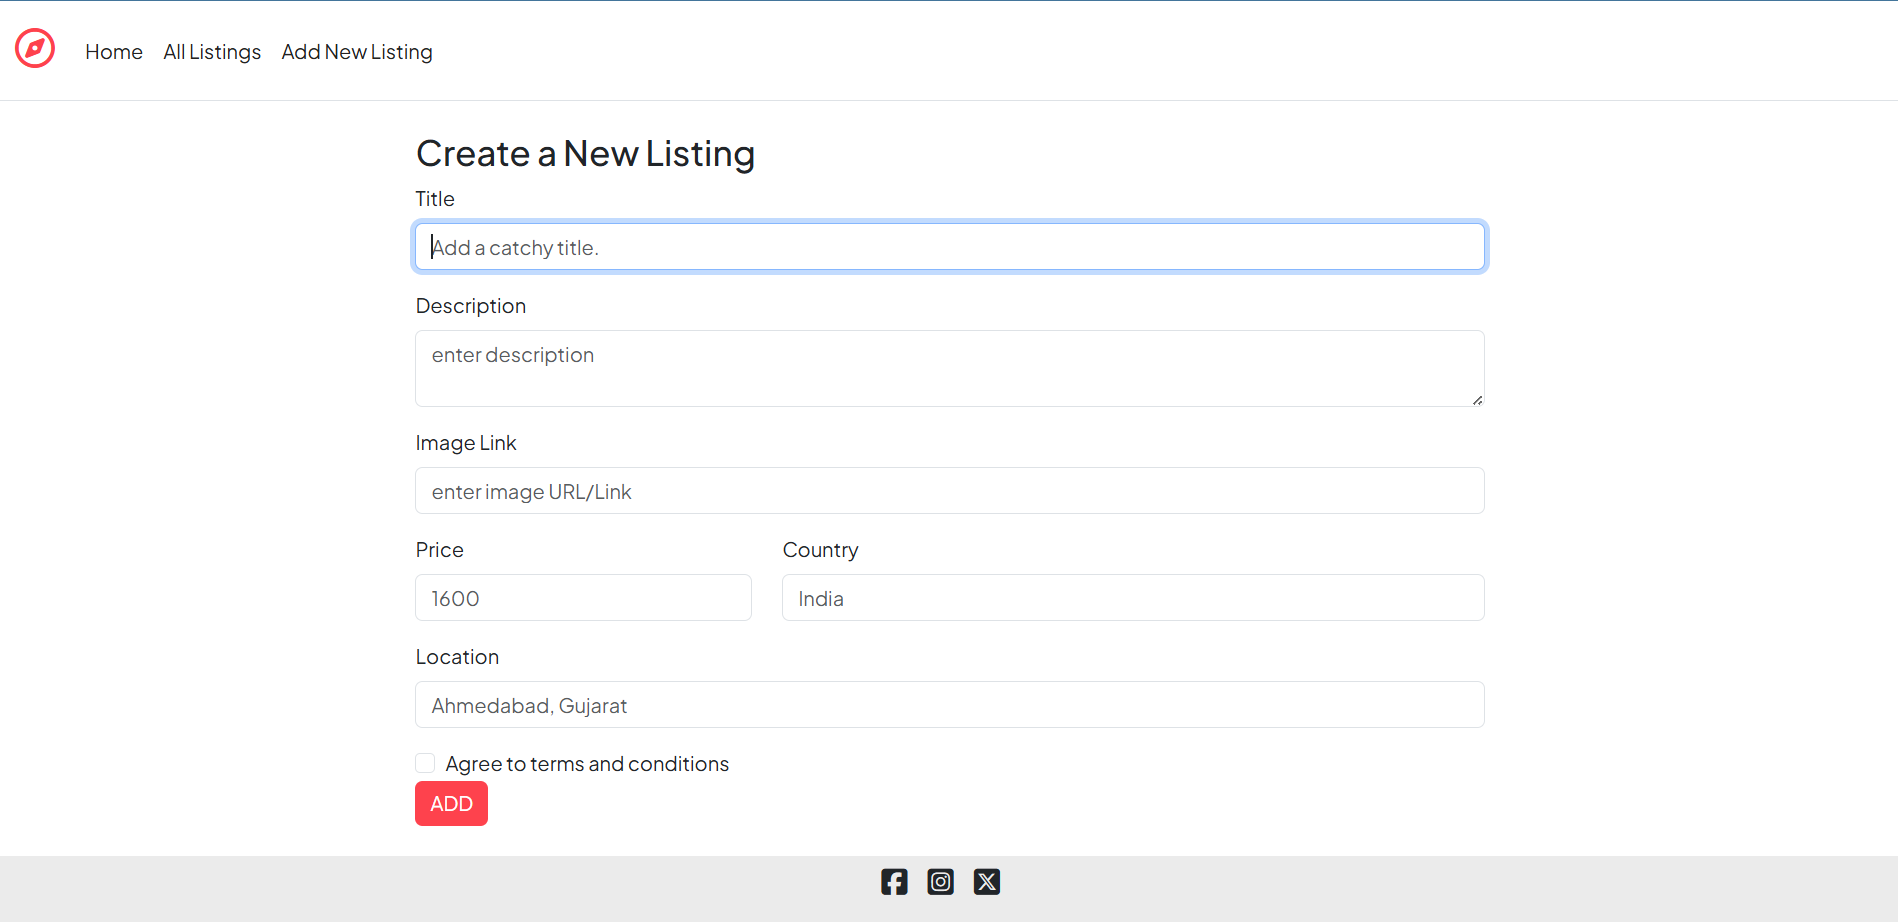 Home All Listings Add New Listing
Create a New Listing
Title
Add a catchy title.
Description
enter description
Image Link
enter image URL/Link
Price Country
1600 India
Location
Ahmedabad, Gujarat
Agree to terms and conditions
ADD